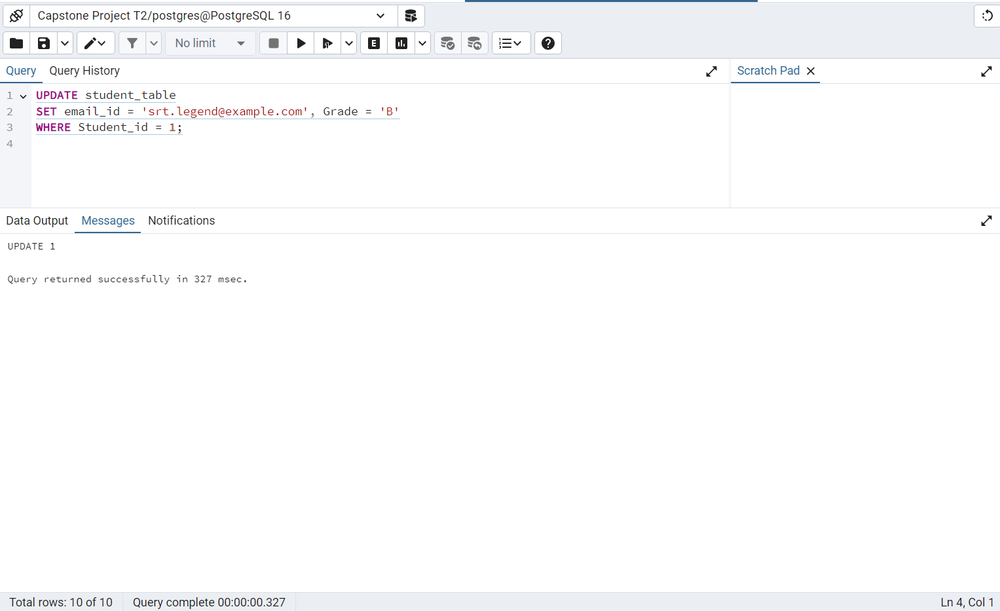 Capstone Project T2/postgres@PostgreSQL 16
No limit
E
Query Query History
Scratch Pad
1 UPDATE student_table
2 SET email_id = 'srt.legend@example.com', Grade = 'B'
3 WHERE Student_id = 1;
4
Data Output Messages Notifications
UPDATE 1
Query returned successfully in 327 msec.
Total rows: 10 of 10 Query complete 00:00:00.327 Ln 4, Col 1